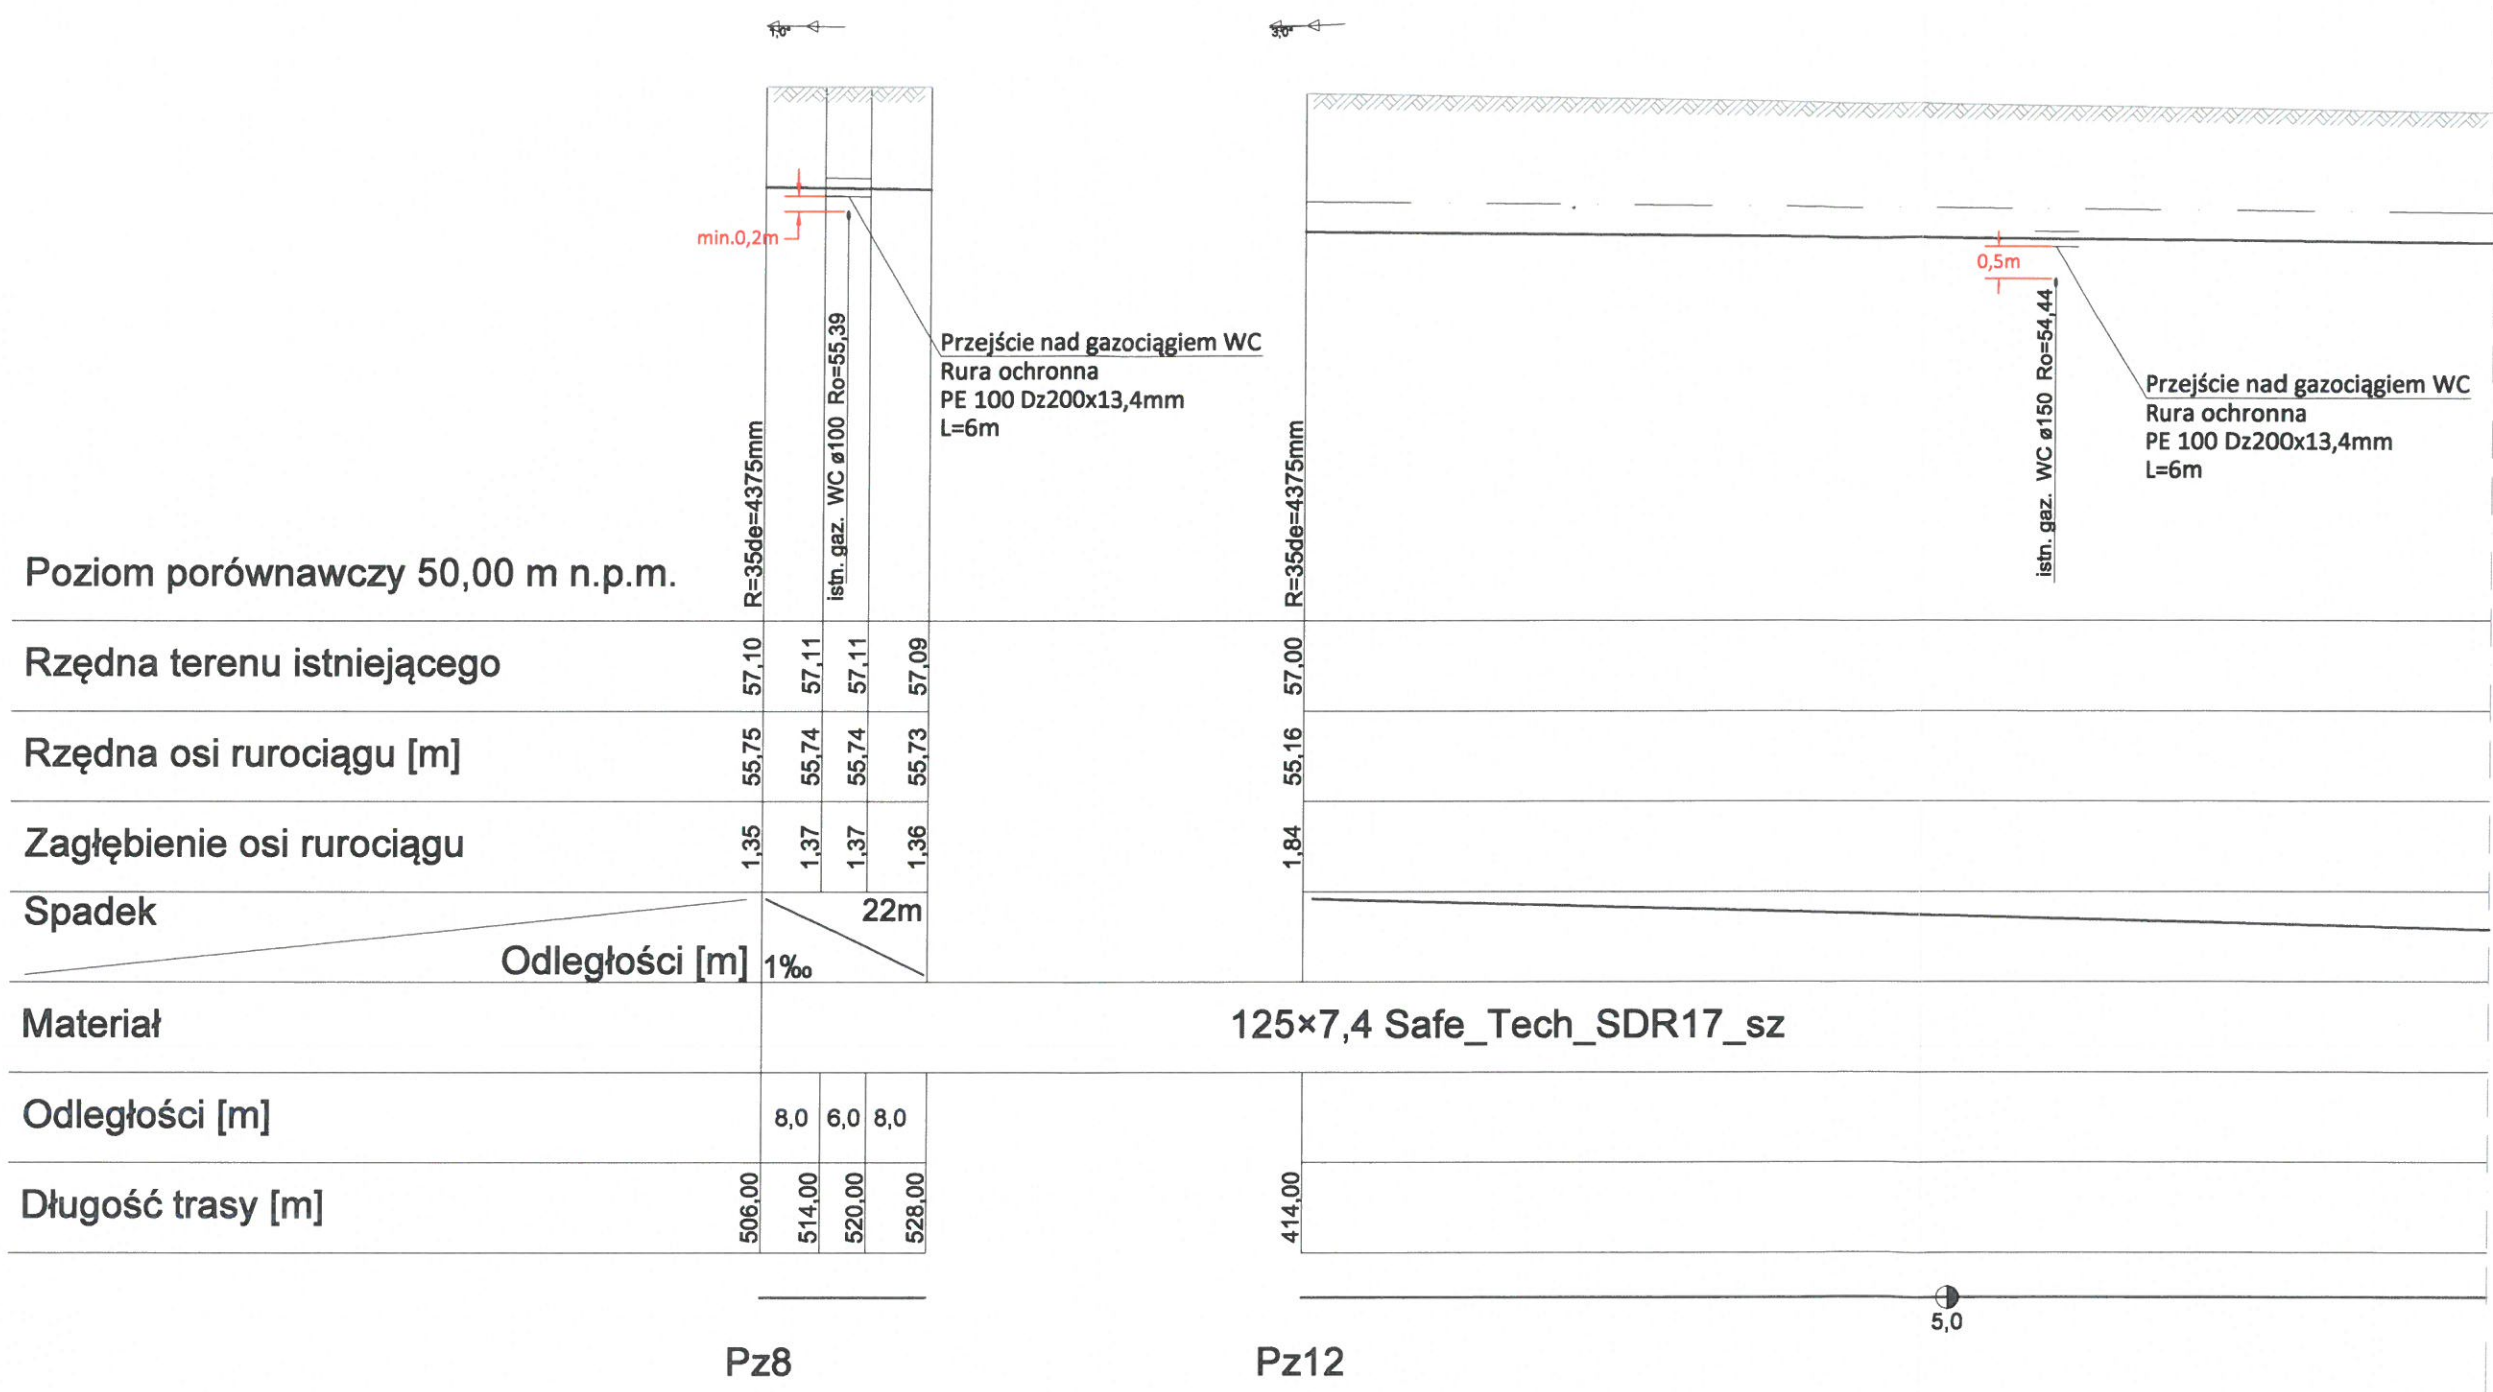 1,0°
3,0°
min.0,2m
0,5m
R=35de=4375mm
istn. gaz. WC ø100 Ro=55,39
Przejście nad gazociągiem WC
Rura ochronna
PE 100 Dz200x13,4mm
L=6m
R=35de=4375mm
istn. gaz. WC ø150 Ro=54,44
Przejście nad gazociągiem WC
Rura ochronna
PE 100 Dz200x13,4mm
L=6m
Poziom porównawczy 50,00 m n.p.m.
Rzędna terenu istniejącego
57,10 57,11 57,11 57,09 57,00
Rzędna osi rurociągu [m]
55,75 55,74 55,74 55,73 55,16
Zagłębienie osi rurociągu
1,35 1,37 1,37 1,36 1,84
Spadek
22m
Odległości [m]
1‰
Materiał
125×7,4 Safe_Tech_SDR17_sz
Odległości [m]
8,0 6,0 8,0
Długość trasy [m]
506,00 514,00 520,00 528,00 414,00
5,0
Pz8
Pz12